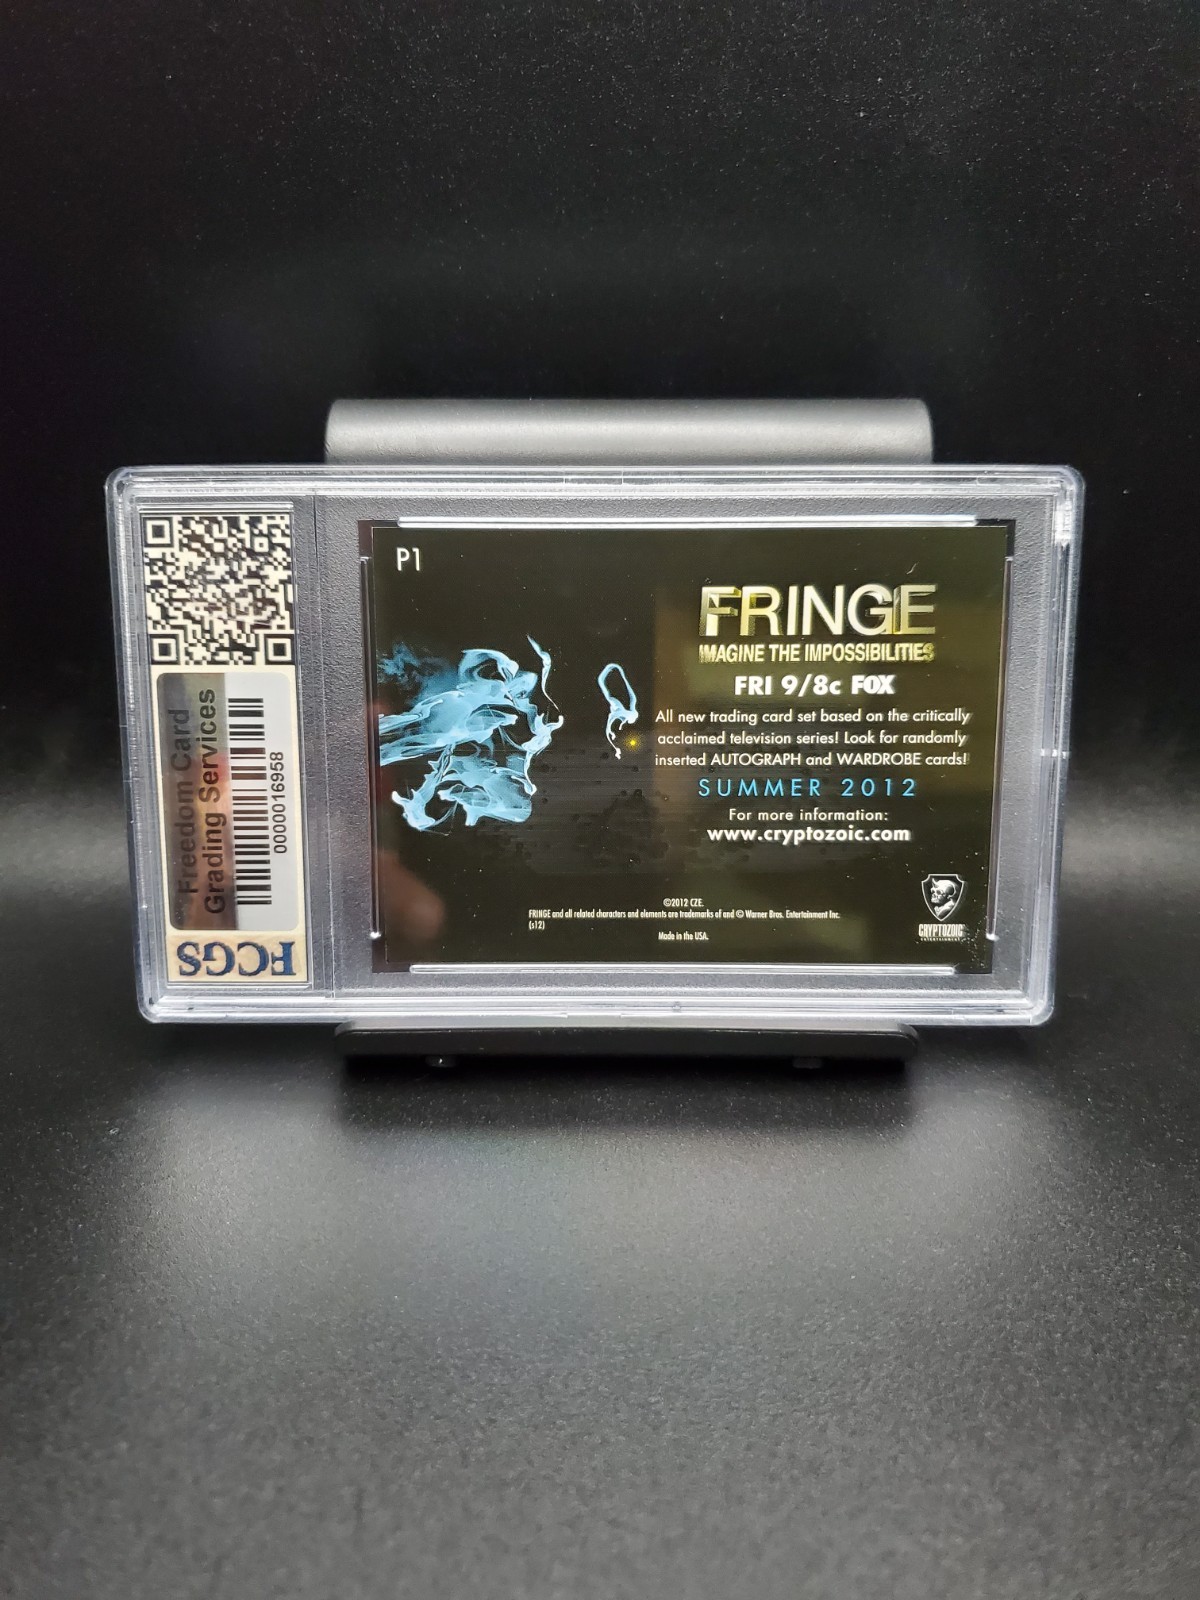 P1
FRINGE
IMAGINE THE IMPOSSIBILITIES
FRI 9/8c FOX
All new trading card set based on the critically
acclaimed television series! Look for randomly
inserted AUTOGRAPH and WARDROBE cards!
SUMMER 2012
For more information:
www.cryptozoic.com
©2012 CZE.
FRINGE and all related characters and elements are trademarks of and © Warner Bros. Entertainment Inc.
(s12)
Made in the USA.
CRYPTOZOIC
ENTERTAINMENT
Freedom Card
Grading Services
0000016958
FCGS